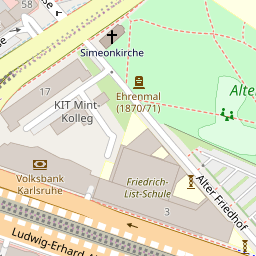 58
Simeonkirche
17
KIT Mint-
Kolleg
Ehrenmal
(1870/71)
Alte
Volksbank
Karlsruhe
Friedrich-
List-Schule
3
Alter Friedhof
Ludwig-Erhard-Al